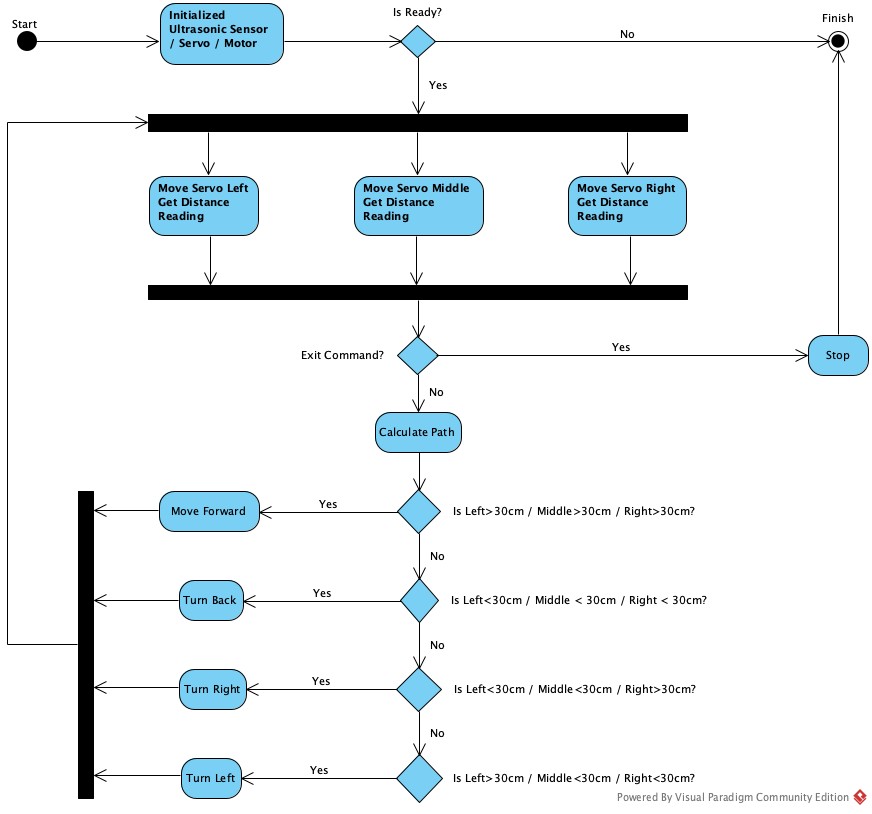 Start
Initialized
Ultrasonic Sensor
/ Servo / Motor
Is Ready?
No
Finish
Yes
Move Servo Left
Get Distance
Reading
Move Servo Middle
Get Distance
Reading
Move Servo Right
Get Distance
Reading
Exit Command?
Yes
Stop
No
Calculate Path
Move Forward
Yes
Is Left>30cm / Middle>30cm / Right>30cm?
No
Turn Back
Yes
Is Left<30cm / Middle < 30cm / Right < 30cm?
No
Turn Right
Yes
Is Left<30cm / Middle<30cm / Right>30cm?
No
Turn Left
Yes
Is Left>30cm / Middle<30cm / Right<30cm?
Powered By Visual Paradigm Community Edition